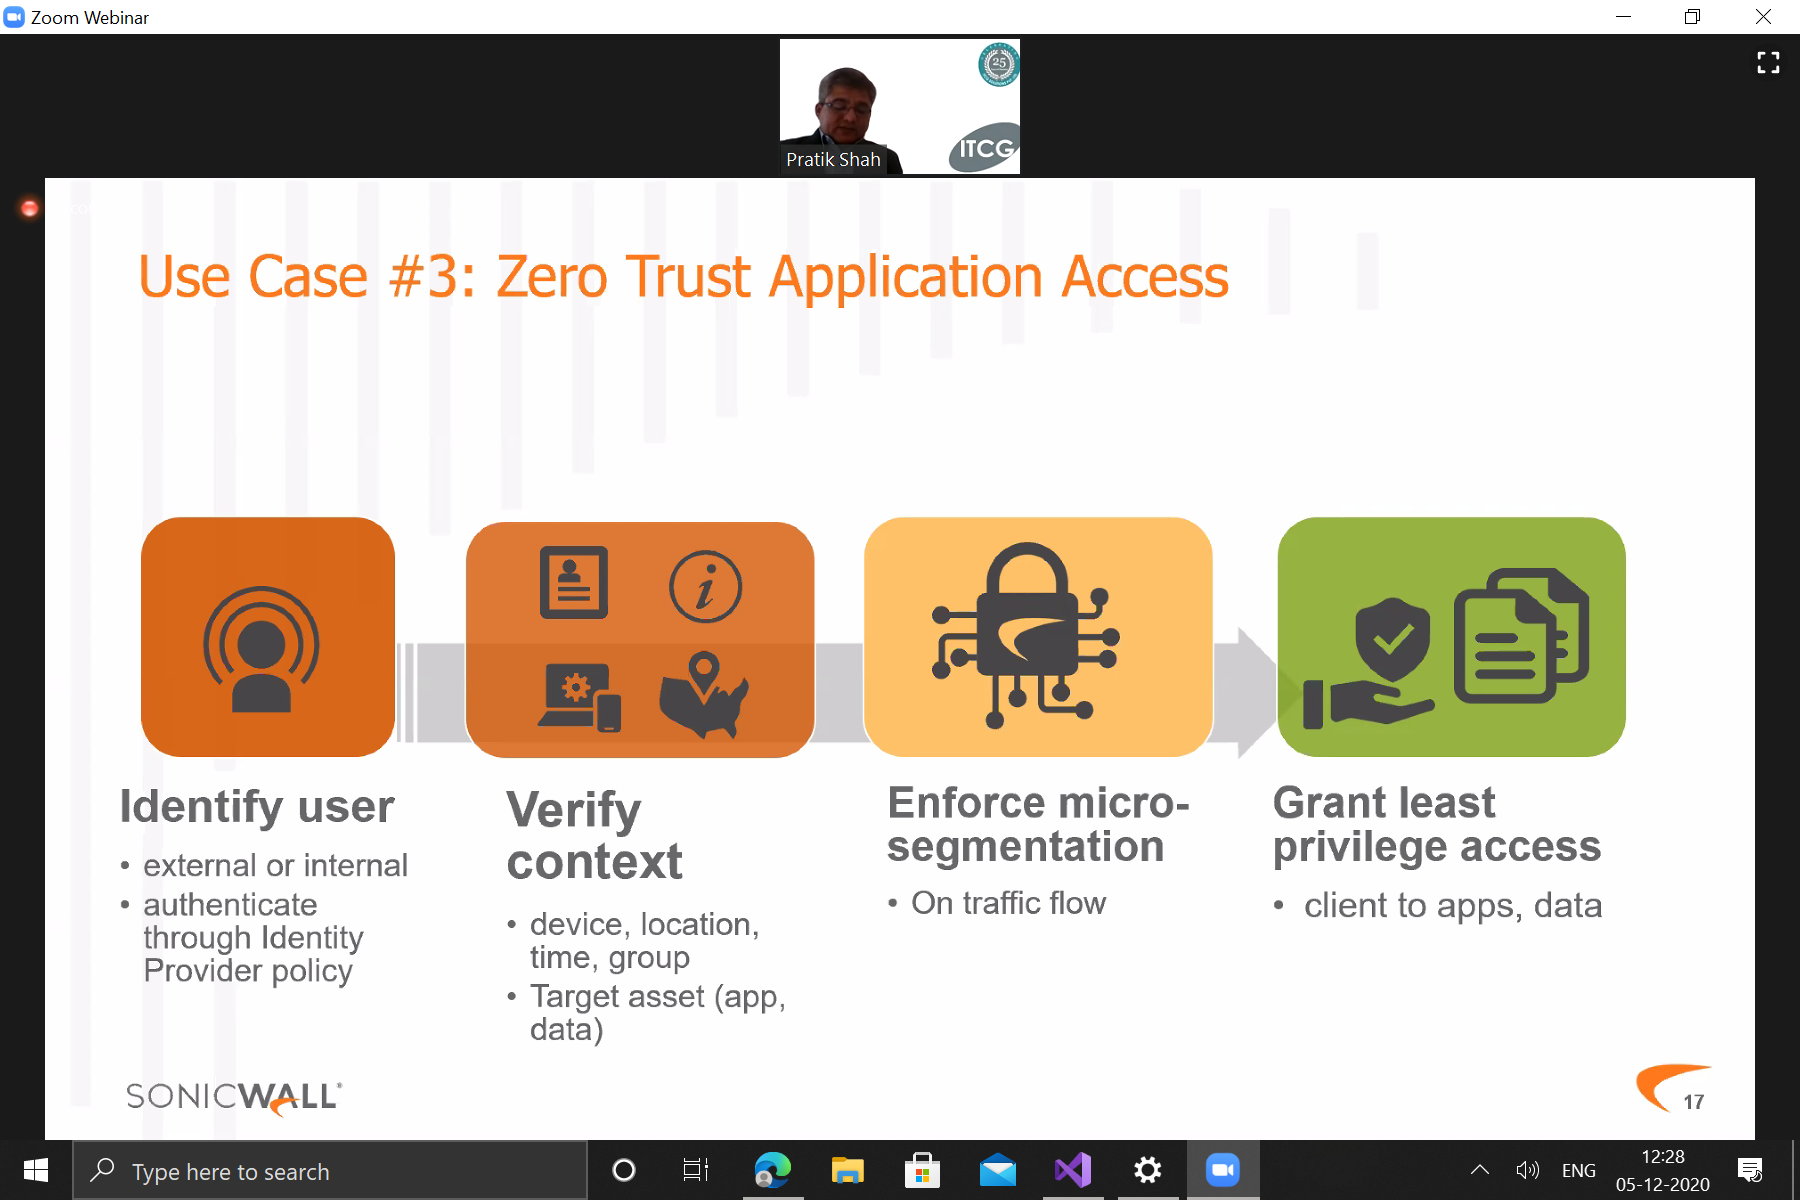 Zoom Webinar
25
ITCG
Pratik Shah
Use Case #3: Zero Trust Application Access
i
Identify user
• external or internal
• authenticate
through Identity
Provider policy
Verify
context
• device, location,
time, group
• Target asset (app,
data)
Enforce micro-
segmentation
• On traffic flow
Grant least
privilege access
• client to apps, data
SONICWALL®
17
Type here to search
ENG
12:28
05-12-2020